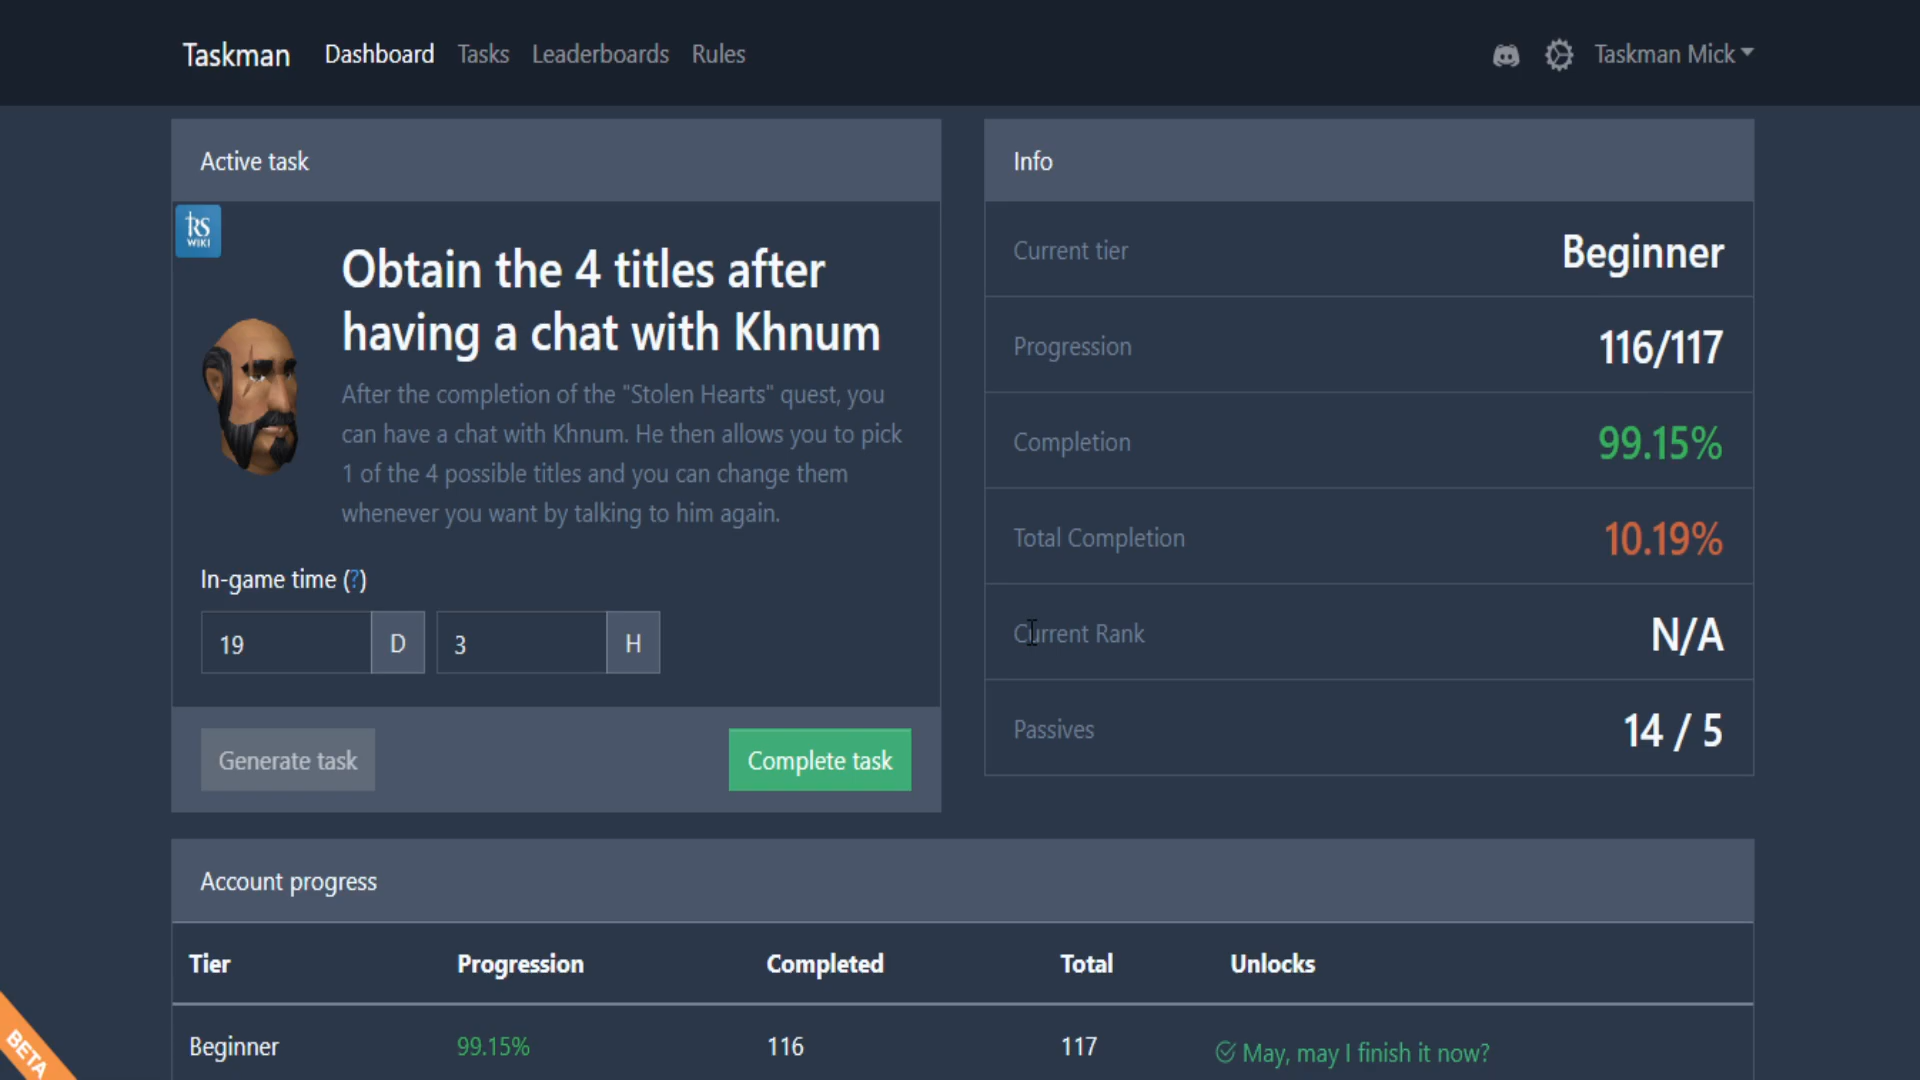 Taskman Dashboard Tasks Leaderboards Rules Taskman Mick
Active task
RS
WIKI
Obtain the 4 titles after
having a chat with Khnum
After the completion of the "Stolen Hearts" quest, you
can have a chat with Khnum. He then allows you to pick
1 of the 4 possible titles and you can change them
whenever you want by talking to him again.
In-game time (?)
19 D 3 H
Generate task Complete task
Info
Current tier Beginner
Progression 116/117
Completion 99.15%
Total Completion 10.19%
Current Rank N/A
Passives 14 / 5
Account progress
Tier Progression Completed Total Unlocks
Beginner 99.15% 116 117 May, may I finish it now?
BETA